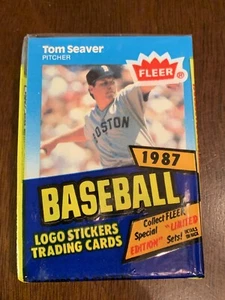 Tom Seaver
PITCHER
FLEER
BOSTON
1987
BASEBALL
LOGO STICKERS
TRADING CARDS
Collect FLEER
Special "LIMITED
EDITION" Sets!